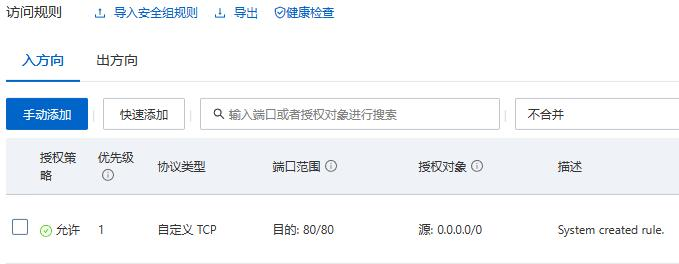 访问规则 导入安全组规则 导出 健康检查
入方向 出方向
手动添加 快速添加 输入端口或者授权对象进行搜索 不合并
授权策略 优先级 协议类型 端口范围 授权对象 描述
允许 1 自定义 TCP 目的: 80/80 源: 0.0.0.0/0 System created rule.